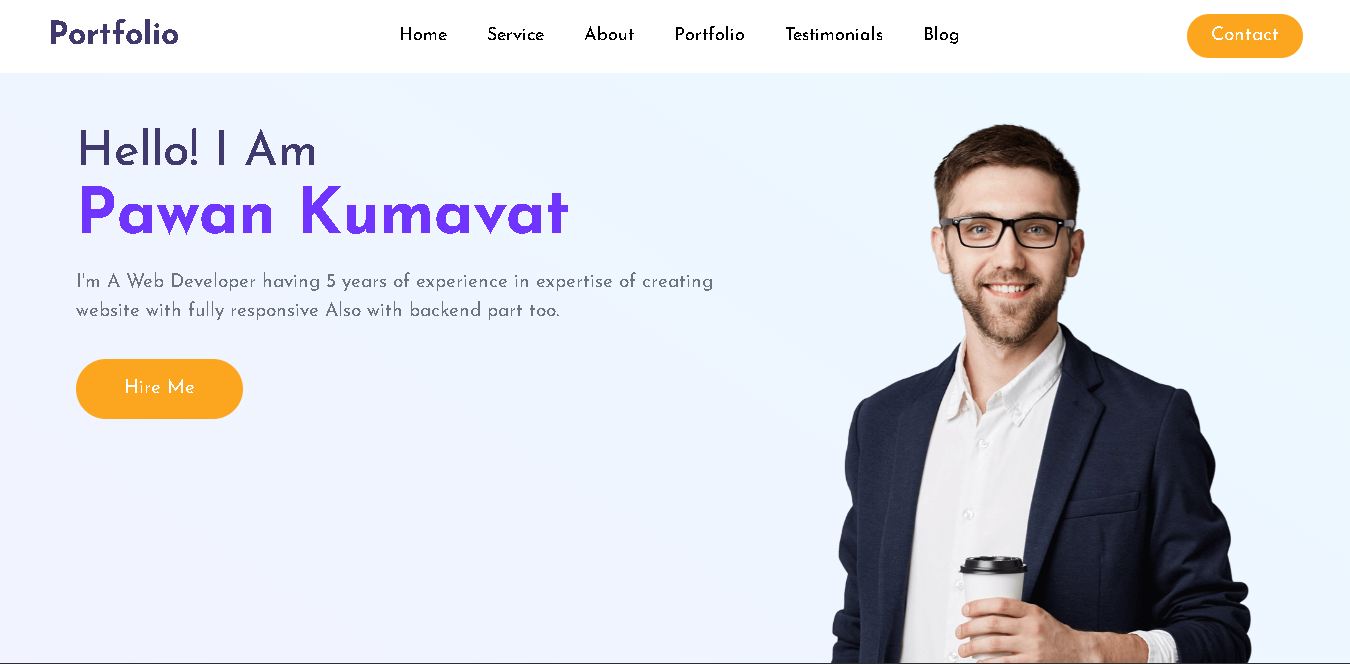 Portfolio
Home Service About Portfolio Testimonials Blog
Contact
Hello! I Am
Pawan Kumavat
I'm A Web Developer having 5 years of experience in expertise of creating
website with fully responsive Also with backend part too.
Hire Me